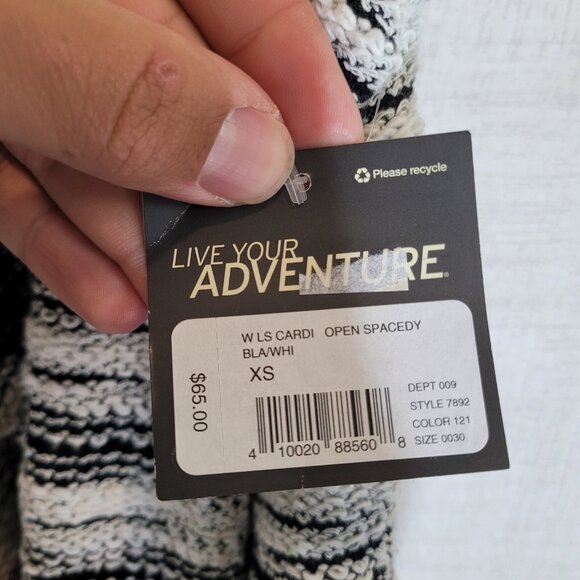 Please recycle
LIVE YOUR
ADVENTURE®
W LS CARDI OPEN SPACEDY
BLA/WHI
XS
$65.00
DEPT 009
STYLE 7892
COLOR 121
SIZE 0030
4 10020 88560 8